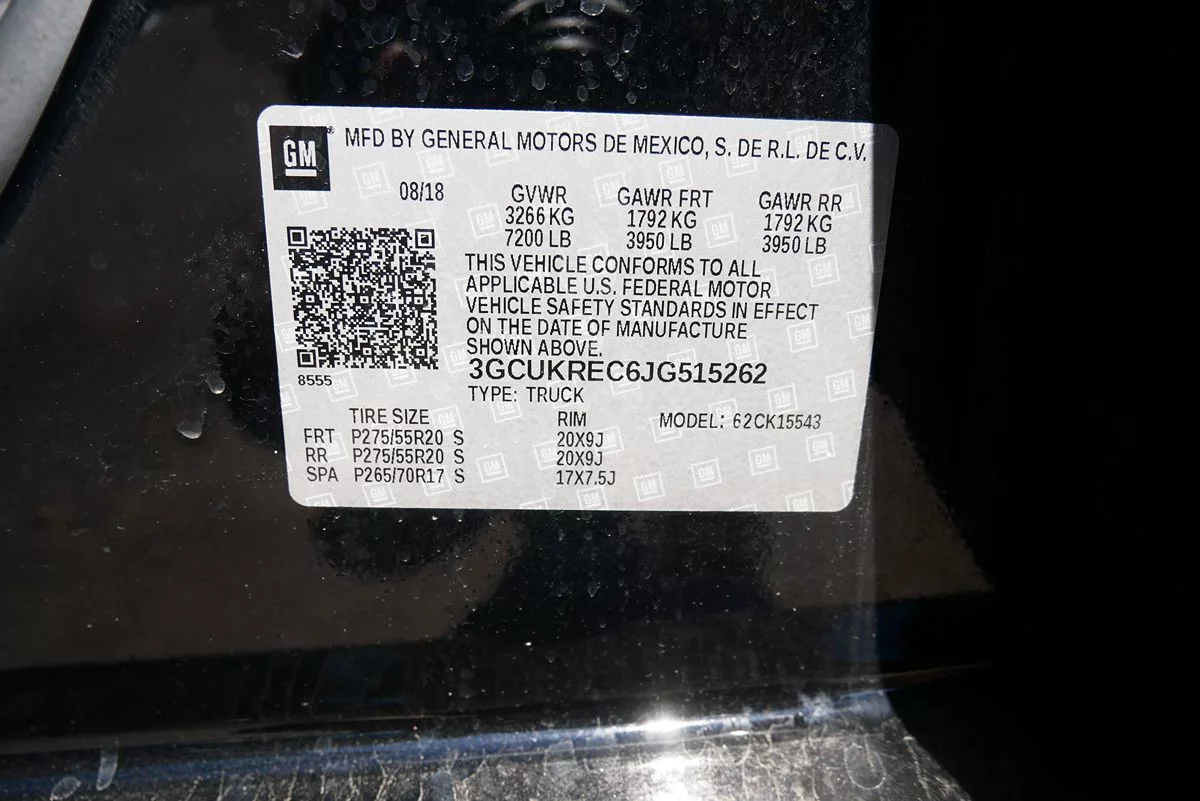 GM® MFD BY GENERAL MOTORS DE MEXICO, S. DE R.L. DE C.V.
08/18 GVWR GAWR FRT GAWR RR
3266 KG 1792 KG 1792 KG
7200 LB 3950 LB 3950 LB
THIS VEHICLE CONFORMS TO ALL
APPLICABLE U.S. FEDERAL MOTOR
VEHICLE SAFETY STANDARDS IN EFFECT
ON THE DATE OF MANUFACTURE
SHOWN ABOVE.
8555 3GCUKREC6JG515262
TYPE: TRUCK
TIRE SIZE RIM MODEL: 62CK15543
FRT P275/55R20 S 20X9J
RR P275/55R20 S 20X9J
SPA P265/70R17 S 17X7.5J